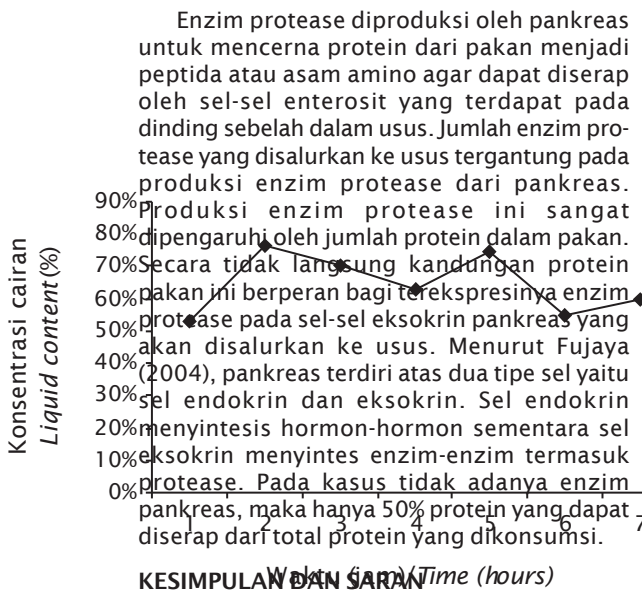 Enzim protease diproduksi oleh pankreas
untuk mencerna protein dari pakan menjadi
peptida atau asam amino agar dapat diserap
oleh sel-sel enterosit yang terdapat pada
dinding sebelah dalam usus. Jumlah enzim pro-
tease yang disalurkan ke usus tergantung pada
produksi enzim protease dari pankreas.
Produksi enzim protease ini sangat
dipengaruhi oleh jumlah protein dalam pakan.
Secara tidak langsung kandungan protein
pakan ini berperan bagi terekspresinya enzim
protease pada sel-sel eksokrin pankreas yang
akan disalurkan ke usus. Menurut Fujaya
(2004), pankreas terdiri atas dua tipe sel yaitu
sel endokrin dan eksokrin. Sel endokrin
menyintesis hormon-hormon sementara sel
eksokrin menyintes enzim-enzim termasuk
protease. Pada kasus tidak adanya enzim
pankreas, maka hanya 50% protein yang dapat
diserap dari total protein yang dikonsumsi.
KESIMPULAN DAN SARAN
Konsentrasi cairan
Liquid content (%)
90%
80%
70%
60%
50%
40%
30%
20%
10%
0%
1 2 3 4 5 6 7
Waktu (jam)/Time (hours)